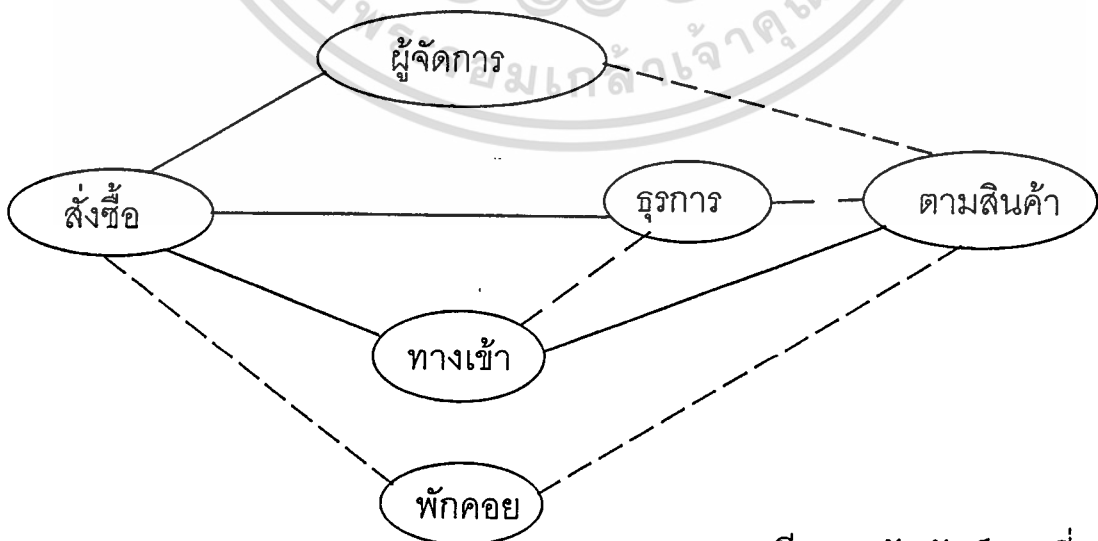 ผู้จัดการ
สั่งซื้อ
ธุรการ
ตามสินค้า
ทางเข้า
พักคอย